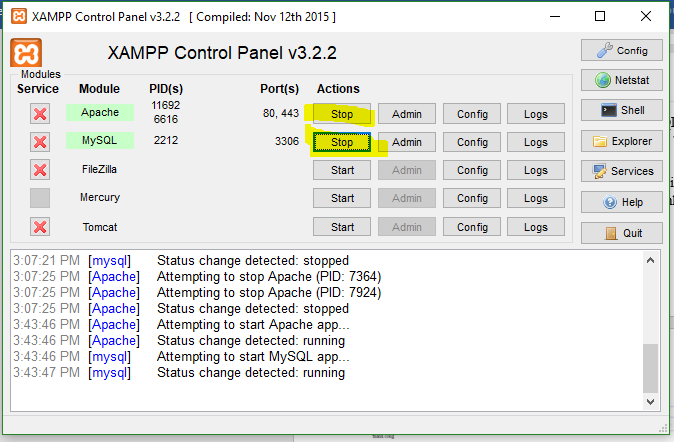 XAMPP Control Panel v3.2.2 [ Compiled: Nov 12th 2015 ]
XAMPP Control Panel v3.2.2
Config
Modules
Service Module PID(s) Port(s) Actions
Netstat
Apache 11692 6616 80, 443 Stop Admin Config Logs
Shell
MySQL 2212 3306 Stop Admin Config Logs
Explorer
FileZilla Start Admin Config Logs
Services
Mercury Start Admin Config Logs
Help
Tomcat Start Admin Config Logs
Quit
3:07:21 PM [mysql] Status change detected: stopped
3:07:25 PM [Apache] Attempting to stop Apache (PID: 7364)
3:07:25 PM [Apache] Attempting to stop Apache (PID: 7924)
3:07:25 PM [Apache] Status change detected: stopped
3:43:46 PM [Apache] Attempting to start Apache app...
3:43:46 PM [Apache] Status change detected: running
3:43:46 PM [mysql] Attempting to start MySQL app...
3:43:47 PM [mysql] Status change detected: running